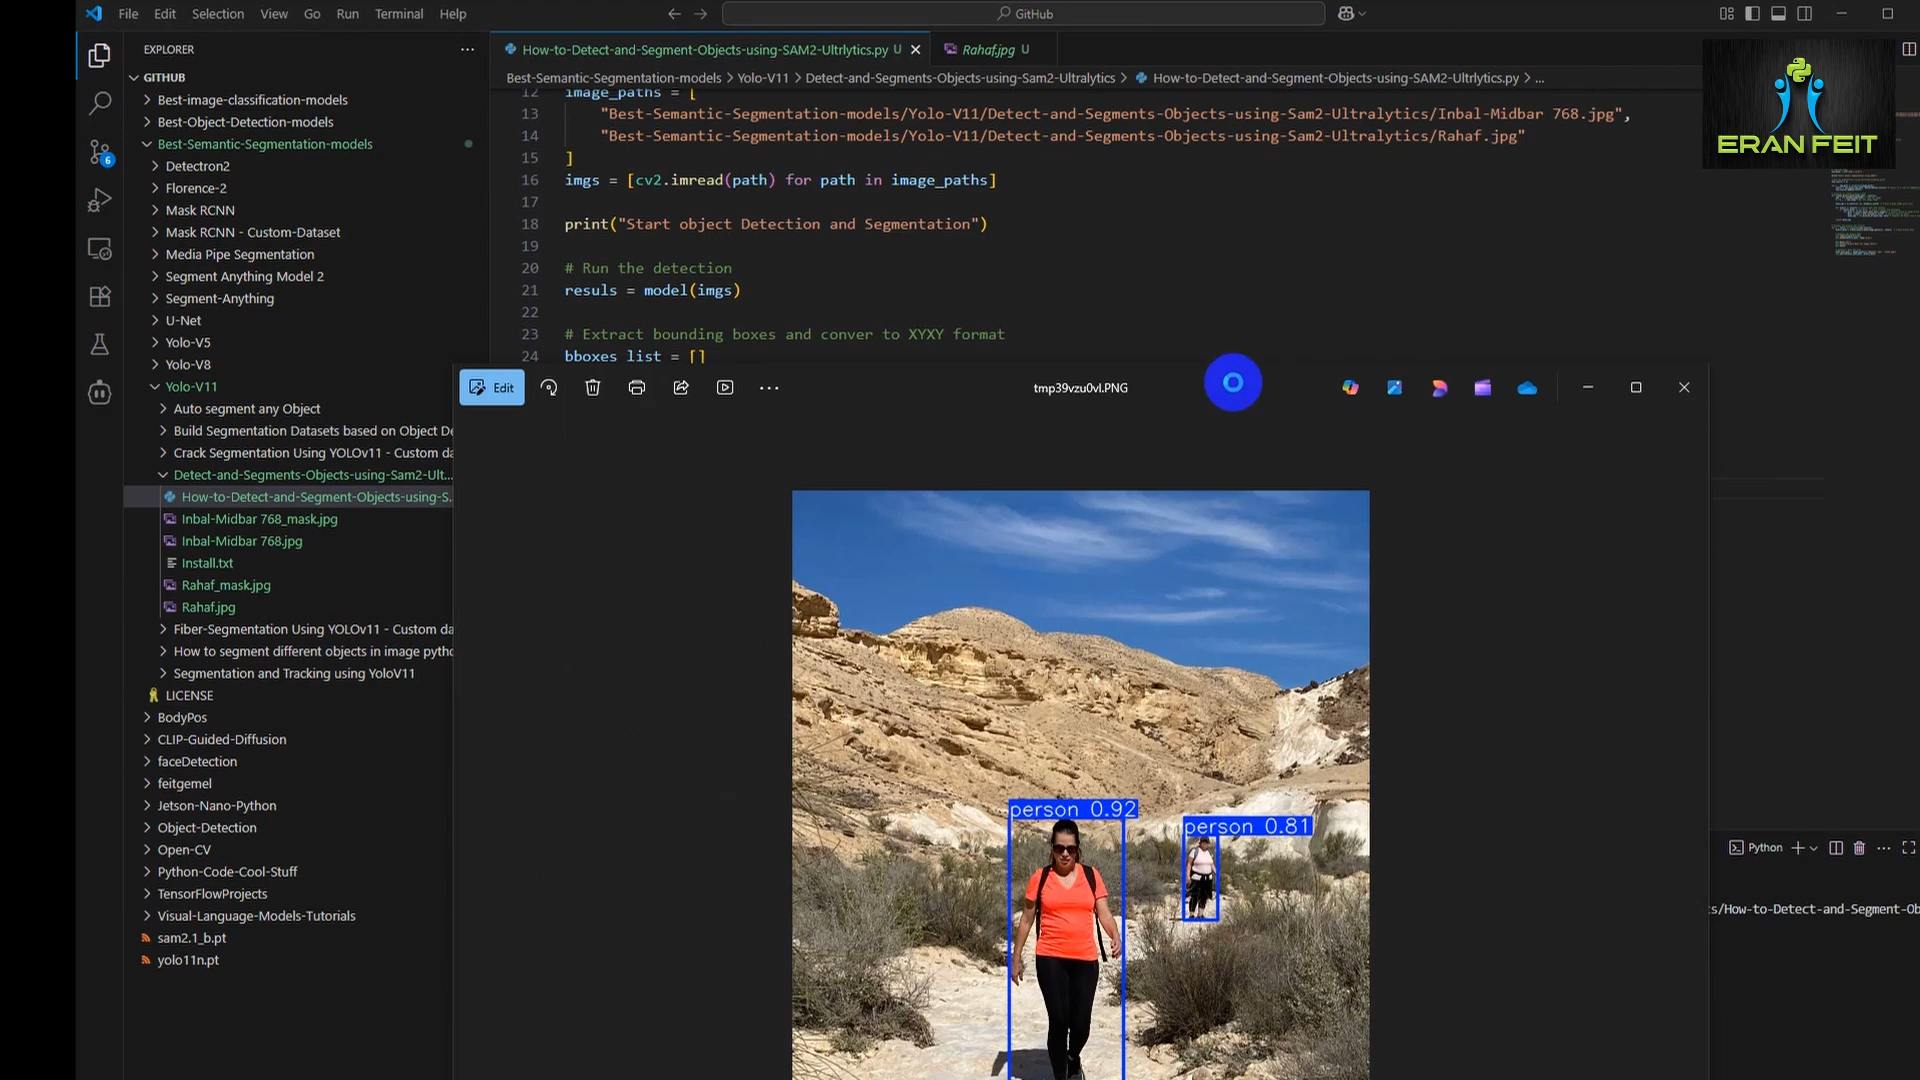 File Edit Selection View Go Run Terminal Help
GitHub
EXPLORER
GITHUB
Best-image-classification-models
Best-Object-Detection-models
Best-Semantic-Segmentation-models
Detectron2
Florence-2
Mask RCNN
Mask RCNN - Custom-Dataset
Media Pipe Segmentation
Segment Anything Model 2
Segment-Anything
U-Net
Yolo-V5
Yolo-V8
Yolo-V11
Auto segment any Object
Build Segmentation Datasets based on Object De
Crack Segmentation Using YOLOv11 - Custom da
Detect-and-Segments-Objects-using-Sam2-Ult...
How-to-Detect-and-Segment-Objects-using-S...
Inbal-Midbar 768_mask.jpg
Inbal-Midbar 768.jpg
Install.txt
Rahaf_mask.jpg
Rahaf.jpg
Fiber-Segmentation Using YOLOv11 - Custom da
How to segment different objects in image pytho
Segmentation and Tracking using YoloV11
LICENSE
BodyPos
CLIP-Guided-Diffusion
faceDetection
feitgemel
Jetson-Nano-Python
Object-Detection
Open-CV
Python-Code-Cool-Stuff
TensorFlowProjects
Visual-Language-Models-Tutorials
sam2.1_b.pt
yolo11n.pt
6
How-to-Detect-and-Segment-Objects-using-SAM2-Ultrlytics.py U
Rahaf.jpg U
Best-Semantic-Segmentation-models > Yolo-V11 > Detect-and-Segments-Objects-using-Sam2-Ultralytics > How-to-Detect-and-Segment-Objects-using-SAM2-Ultrlytics.py > ...
12 image_paths = [
13 "Best-Semantic-Segmentation-models/Yolo-V11/Detect-and-Segments-Objects-using-Sam2-Ultralytics/Inbal-Midbar 768.jpg",
14 "Best-Semantic-Segmentation-models/Yolo-V11/Detect-and-Segments-Objects-using-Sam2-Ultralytics/Rahaf.jpg"
15 ]
16 imgs = [cv2.imread(path) for path in image_paths]
17
18 print("Start object Detection and Segmentation")
19
20 # Run the detection
21 resuls = model(imgs)
22
23 # Extract bounding boxes and conver to XYXY format
24 bboxes list = []
ERAN FEIT
Edit
tmp39vzu0vl.PNG
person 0.92
person 0.81
Python
s/How-to-Detect-and-Segment-Ob